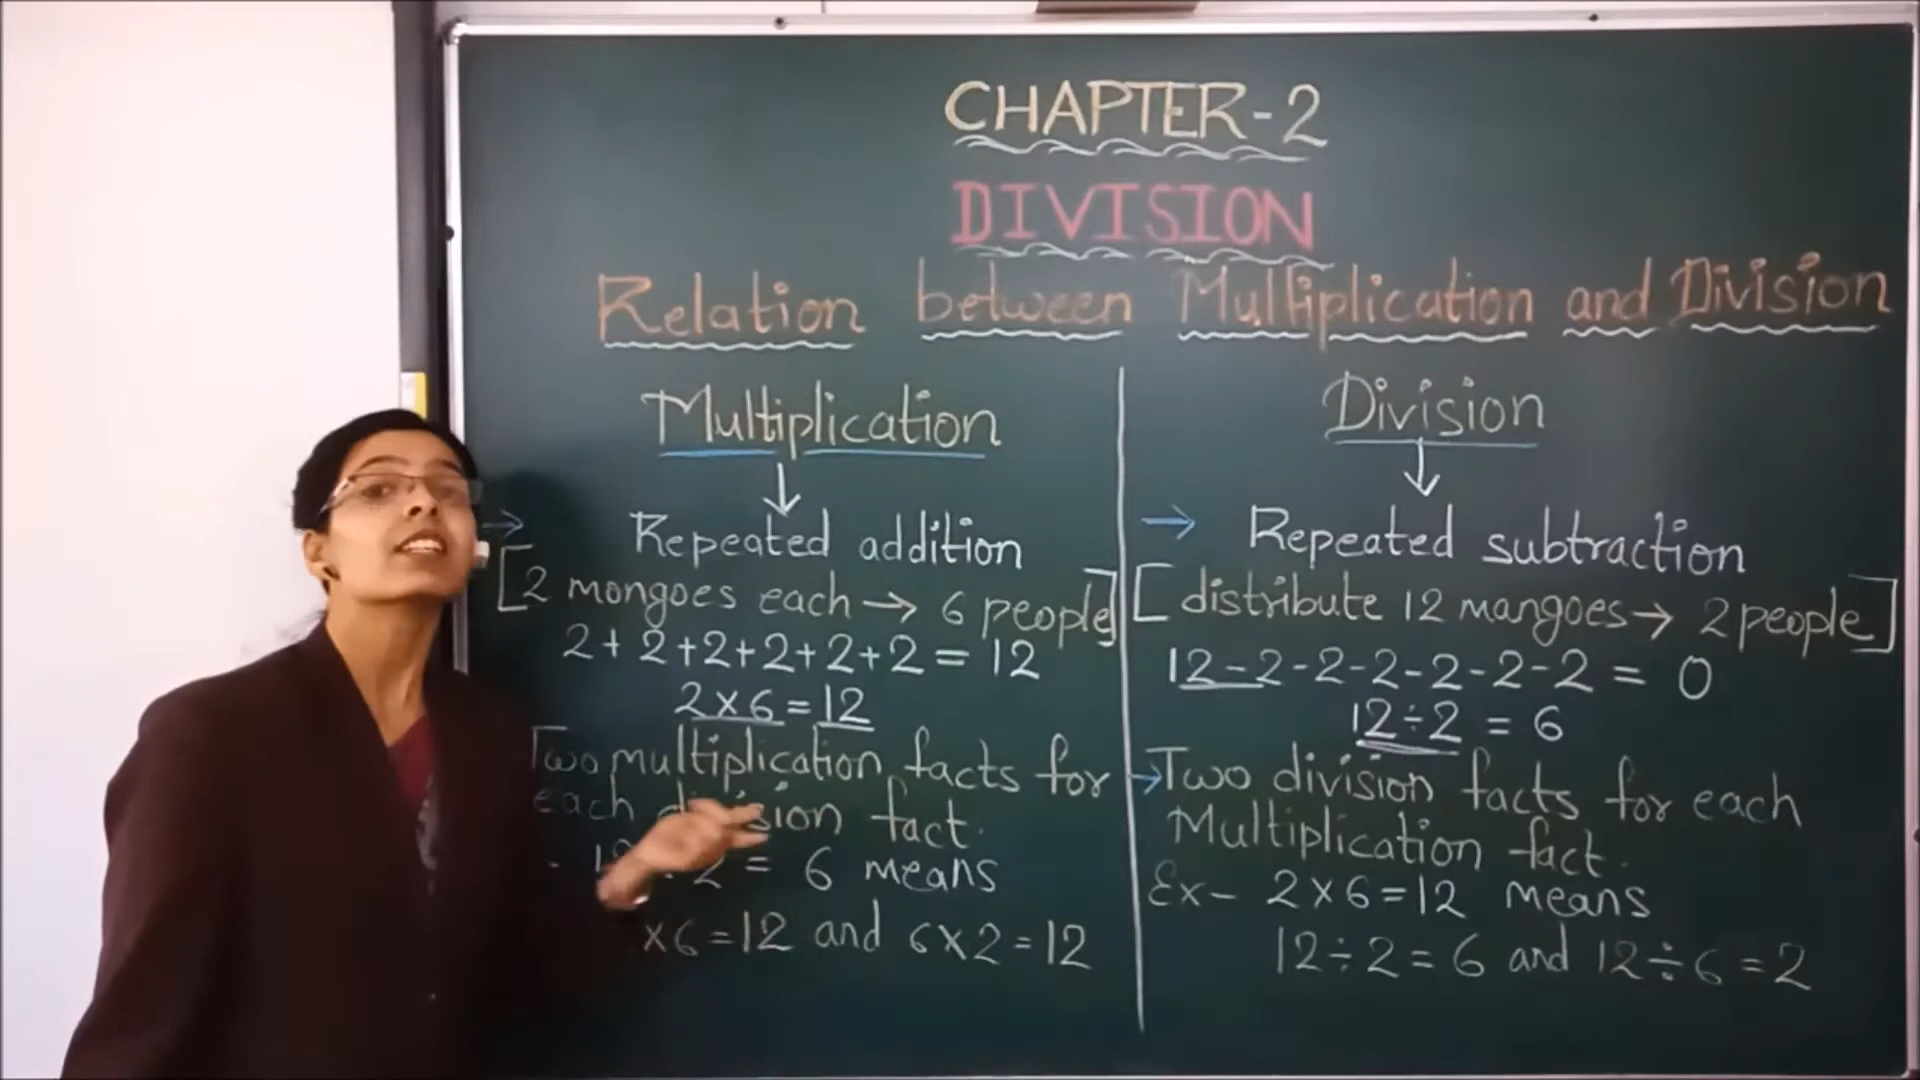 CHAPTER-2
DIVISION
Relation between Multiplication and Division
Multiplication
↓
→ Repeated addition
[2 mongoes each → 6 people]
2+2+2+2+2+2 = 12
2×6=12
Two multiplication facts for
each division fact.
2 = 6 means
×6=12 and 6×2=12
Division
↓
→ Repeated subtraction
[distribute 12 mangoes → 2 people]
12-2-2-2-2-2-2 = 0
12÷2 = 6
→ Two division facts for each
Multiplication fact.
Ex- 2×6=12 means
12÷2=6 and 12÷6=2